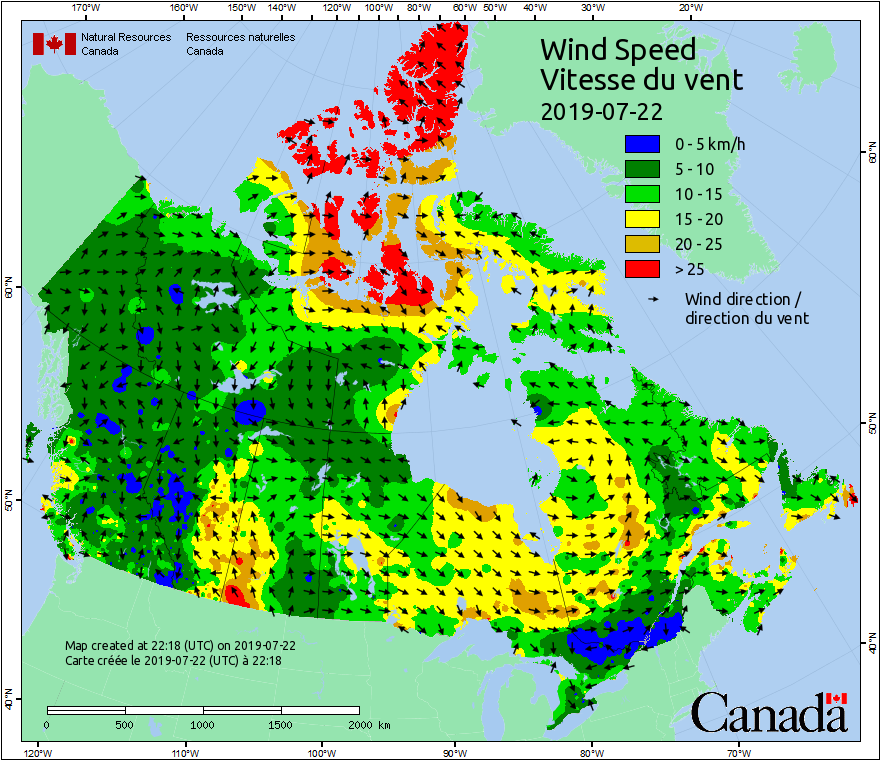 170°W 160°W 150°W 140°W 120°W 100°W 80°W 60°W 50°W 40°W 30°W 20°W
Natural Resources Ressources naturelles
Canada Canada
Wind Speed
Vitesse du vent
2019-07-22
0 - 5 km/h
5 - 10
10 - 15
15 - 20
20 - 25
> 25
Wind direction /
direction du vent
60°N
60°N
50°N
50°N
40°N
40°N
Map created at 22:18 (UTC) on 2019-07-22
Carte créée le 2019-07-22 (UTC) à 22:18
0 500 1000 1500 2000 km
Canada
120°W 110°W 100°W 90°W 80°W 70°W